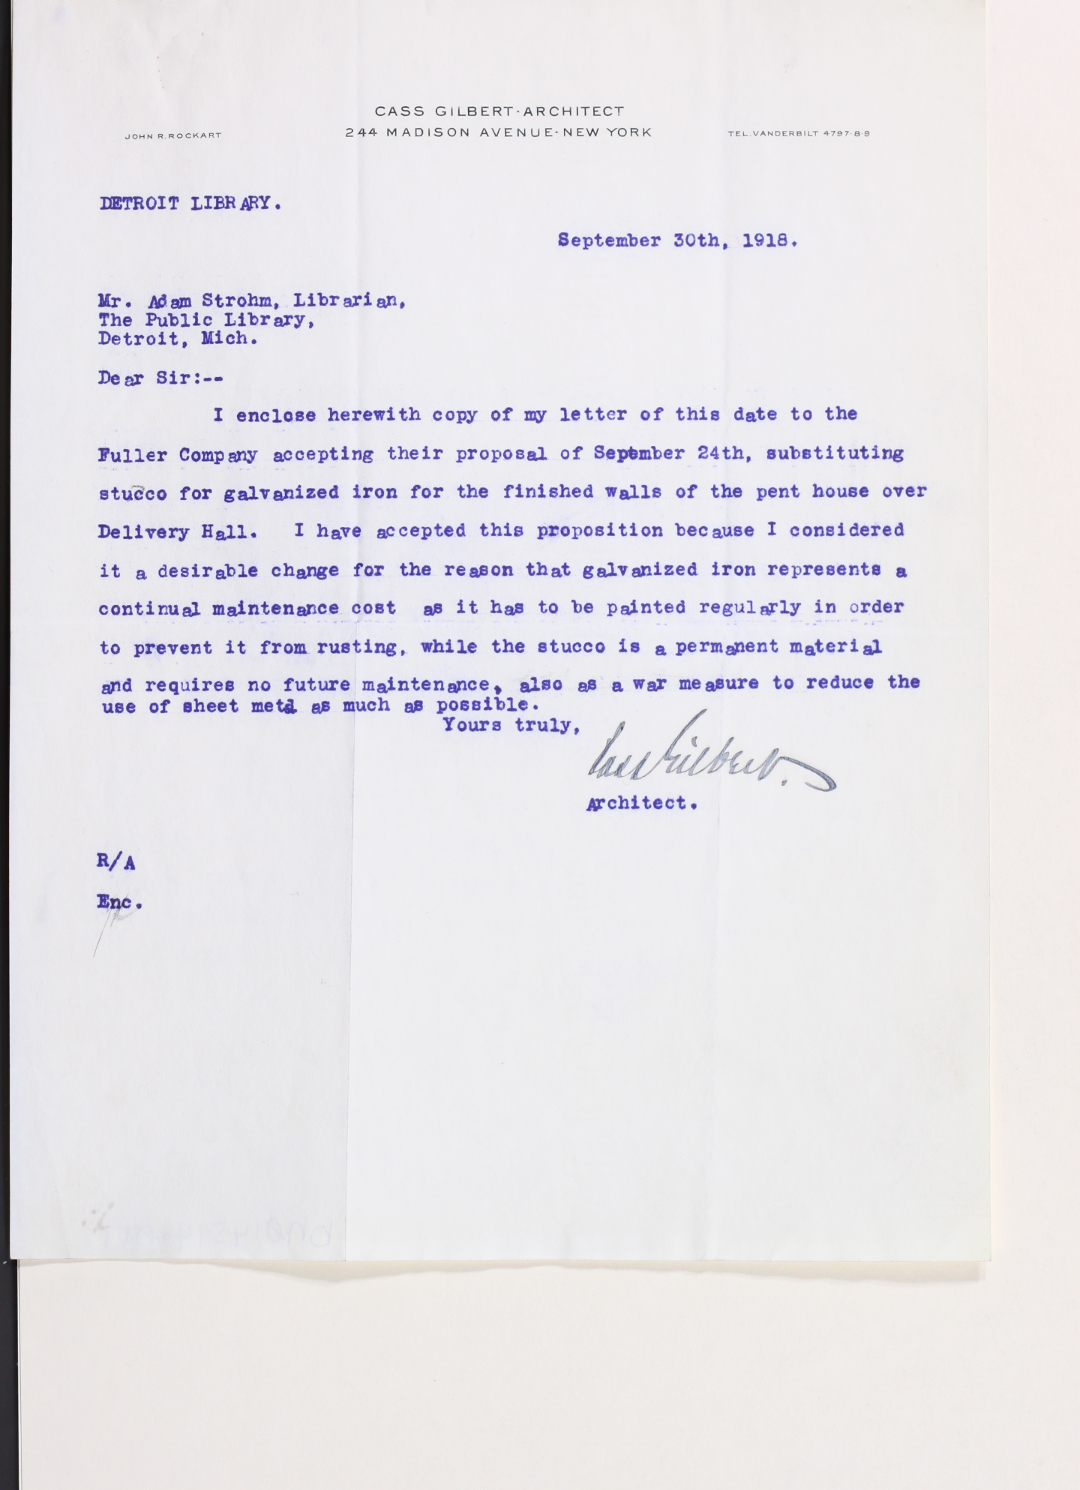 CASS GILBERT·ARCHITECT
JOHN R. ROCKART 244 MADISON AVENUE·NEW YORK TEL. VANDERBILT 4797-8-9
DETROIT LIBRARY.
September 30th, 1918.
Mr. Adam Strohm, Librarian,
The Public Library,
Detroit, Mich.
Dear Sir:--
I enclose herewith copy of my letter of this date to the
Fuller Company accepting their proposal of September 24th, substituting
stucco for galvanized iron for the finished walls of the pent house over
Delivery Hall. I have accepted this proposition because I considered
it a desirable change for the reason that galvanized iron represents a
continual maintenance cost as it has to be painted regularly in order
to prevent it from rusting, while the stucco is a permanent material
and requires no future maintenance, also as a war measure to reduce the
use of sheet metal as much as possible.
Yours truly,
Cass Gilbert.
Architect.
R/A
Enc.